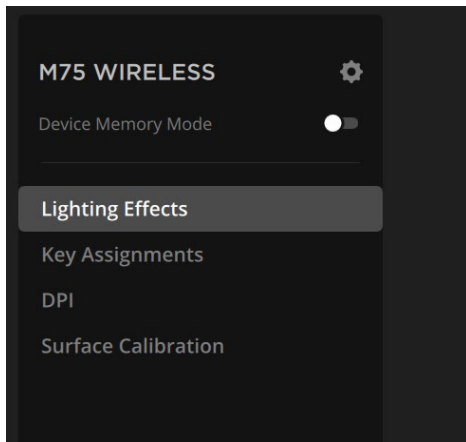 M75 WIRELESS
Device Memory Mode
Lighting Effects
Key Assignments
DPI
Surface Calibration